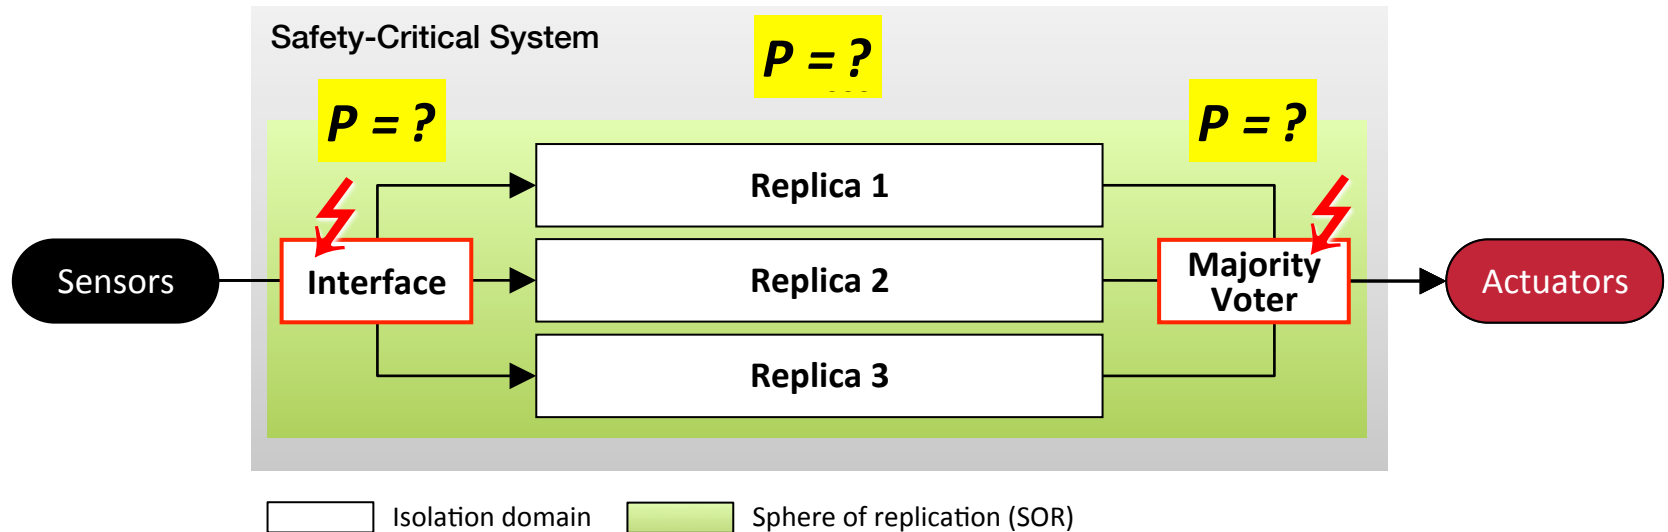 Safety-Critical System
P = ?
P = ?
P = ?
Replica 1
Sensors
Interface
Replica 2
Majority
Voter
Actuators
Replica 3
Isolation domain
Sphere of replication (SOR)